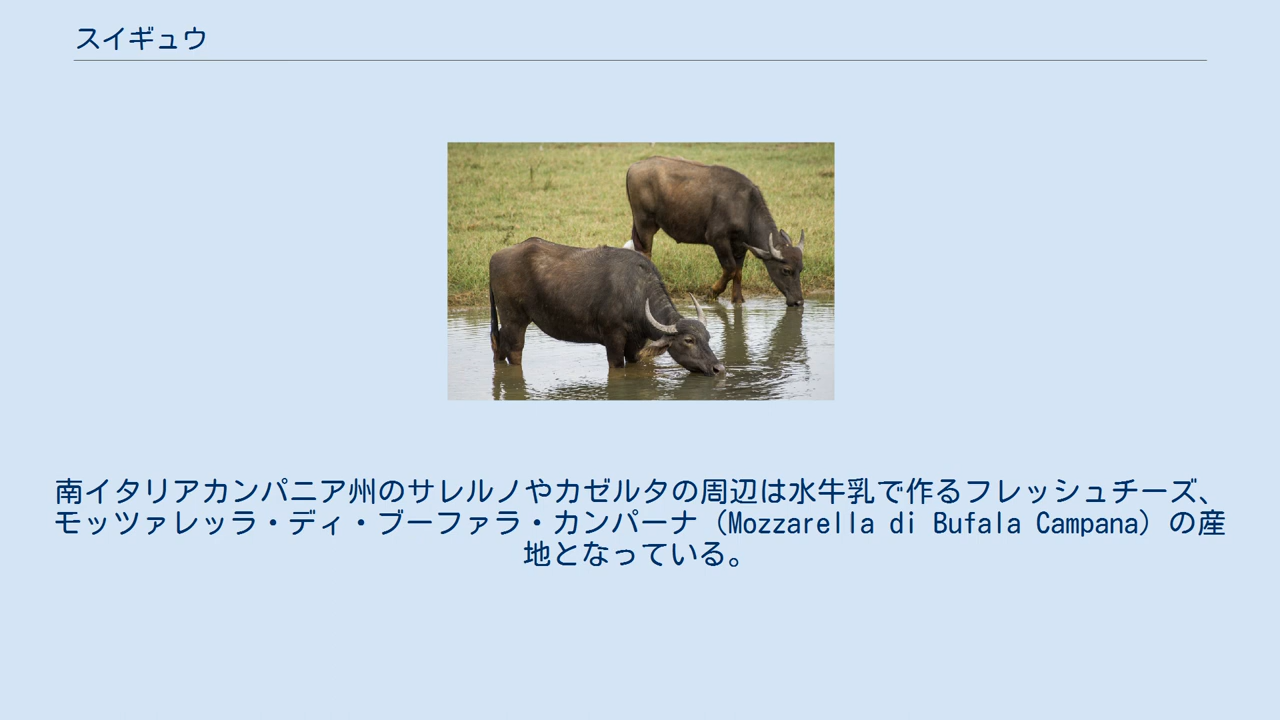 スイギュウ
南イタリアカンパニア州のサレルノやカゼルタの周辺は水牛乳で作るフレッシュチーズ、
モッツァレッラ・ディ・ブーファラ・カンパーナ（Mozzarella di Bufala Campana）の産
地となっている。